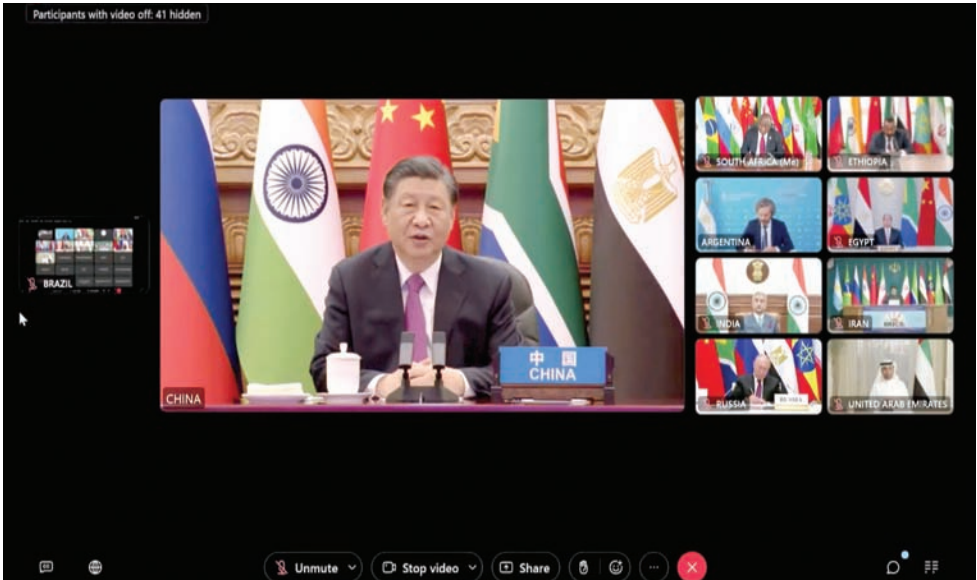 Participants with video off: 41 hidden
BRAZIL
中国
CHINA
CHINA
SOUTH AFRICA (Me)
ETHIOPIA
ARGENTINA
EGYPT
INDIA
IRAN
RUSSIA
RUSSIA
UNITED ARAB EMIRATES
Unmute
Stop video
Share